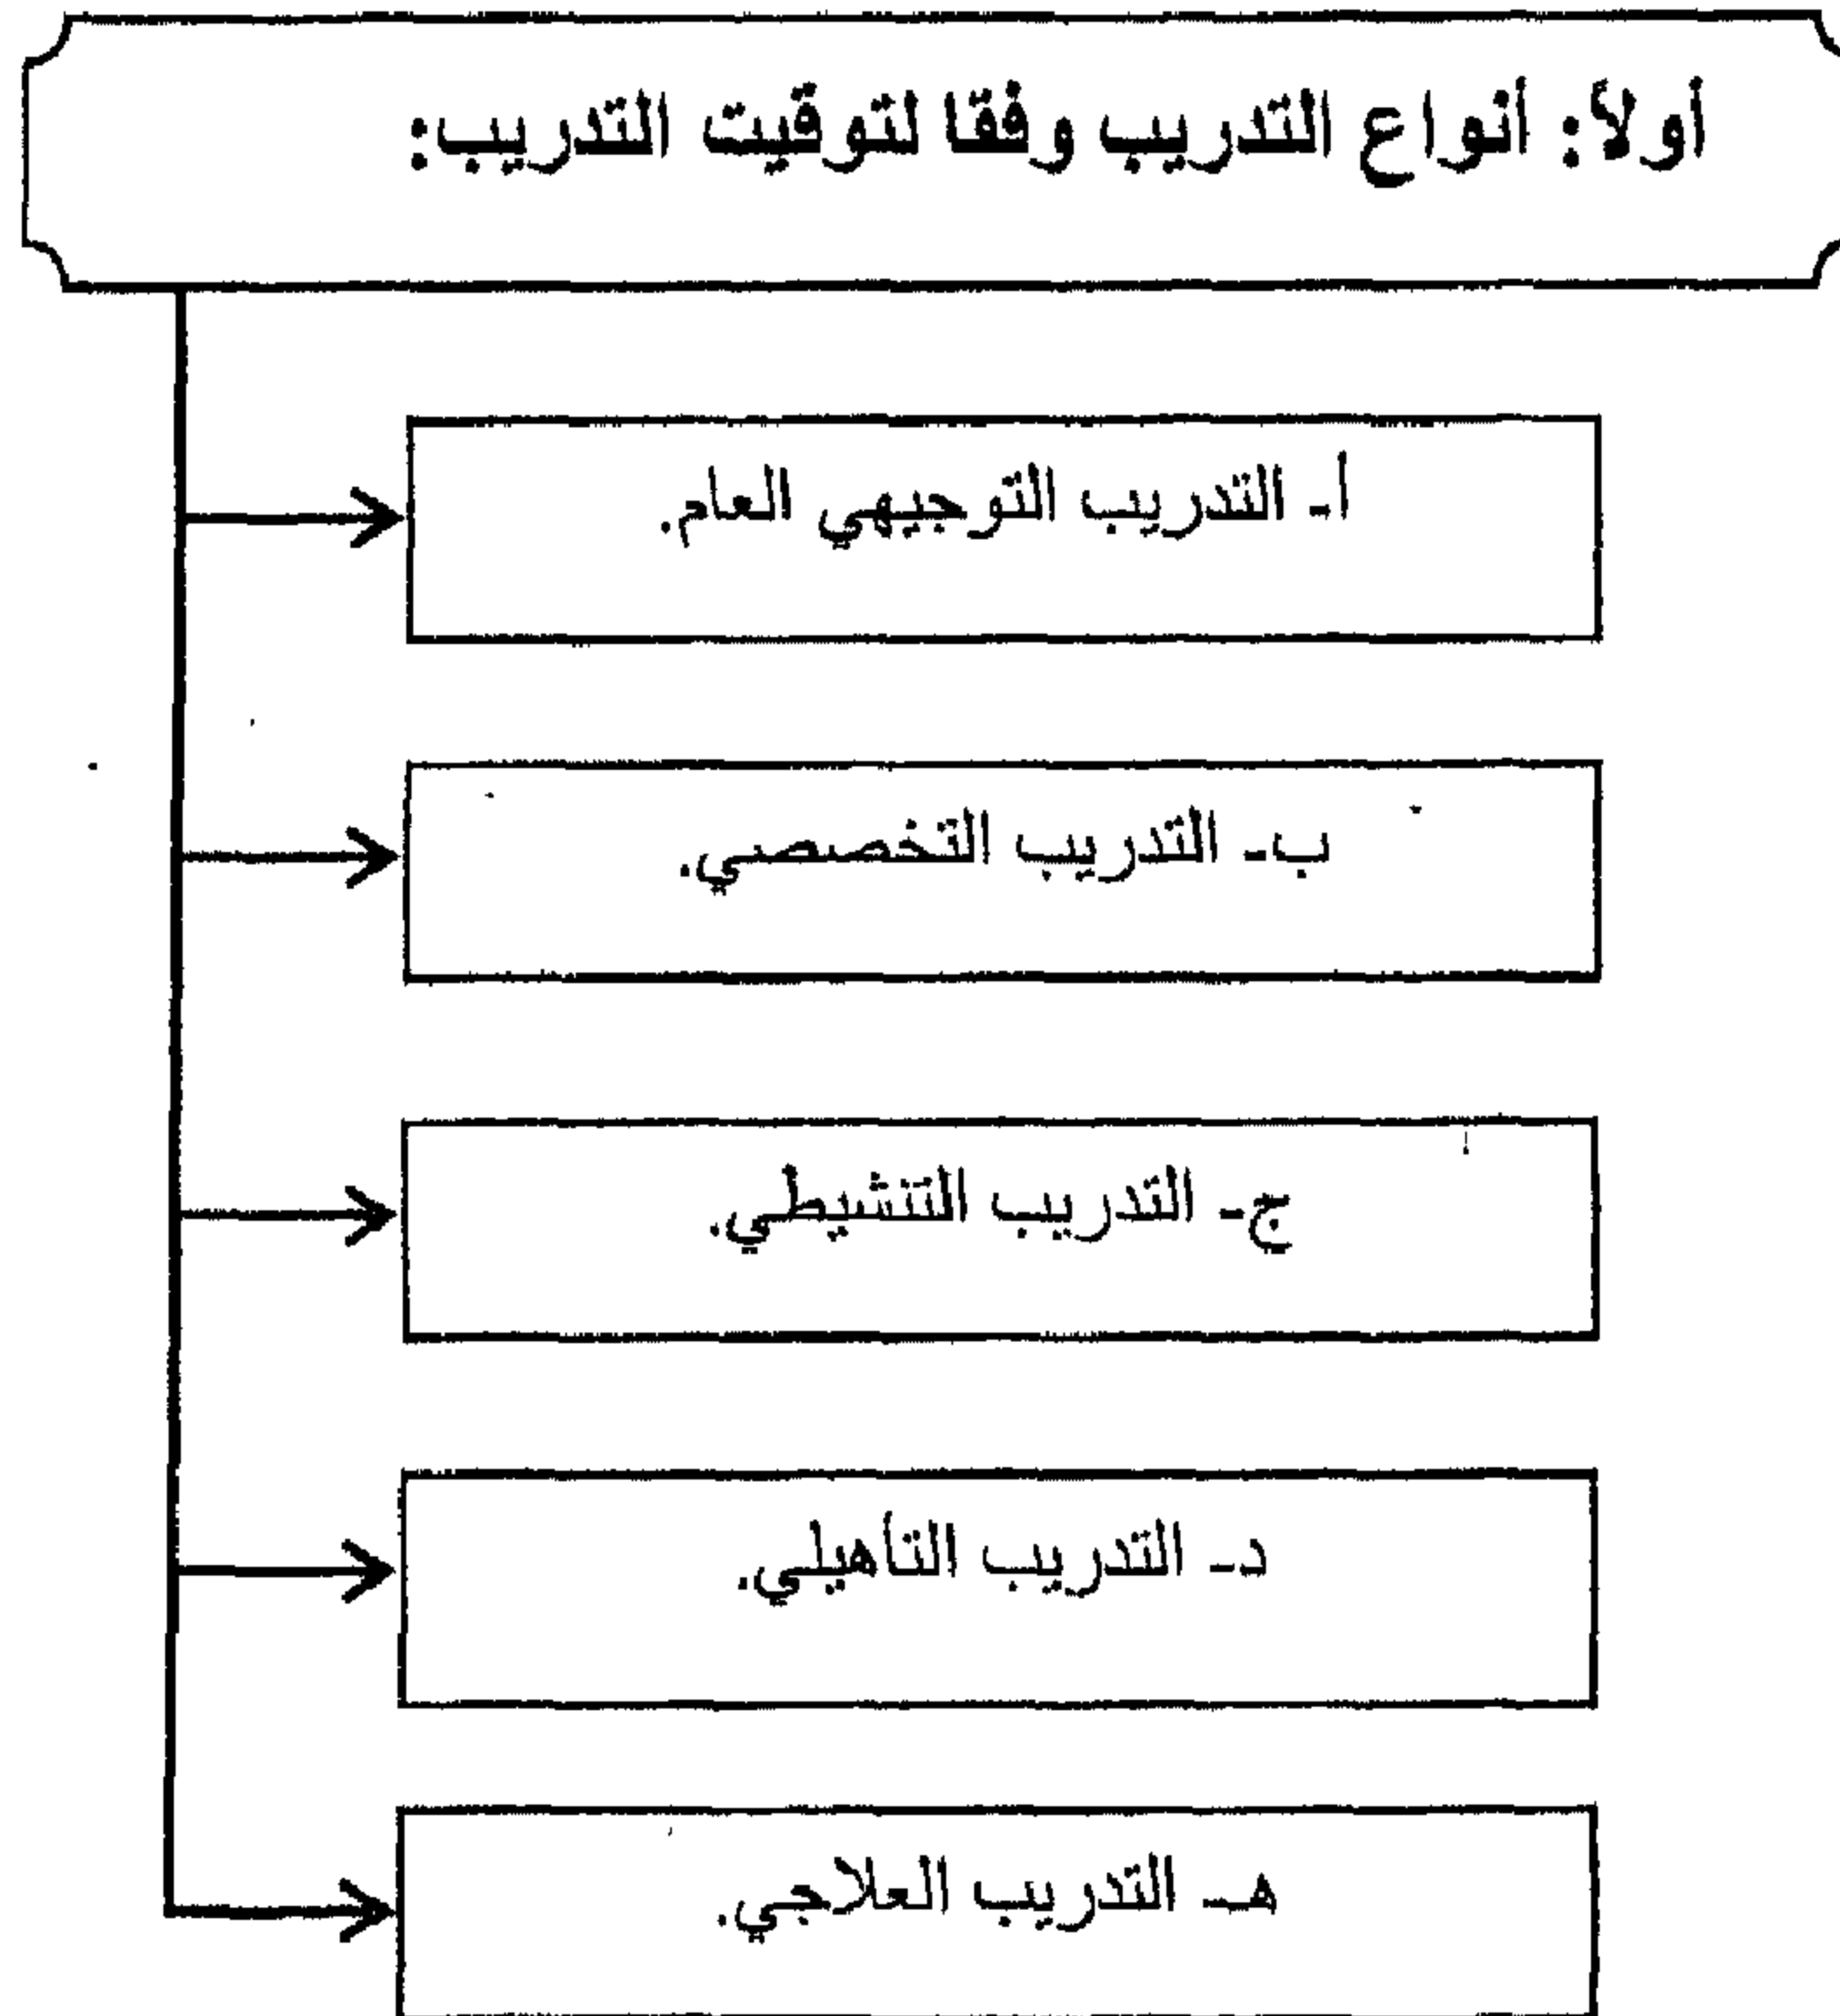 أولاً: أنواع التدريب وفقا لتوقيت التدريب:
أ- التدريب التوجيهي العام.
ب- التدريب التخصصي.
ج- التدريب التنشيطي.
د- التدريب التأهيلي.
هـ- التدريب العلاجي.